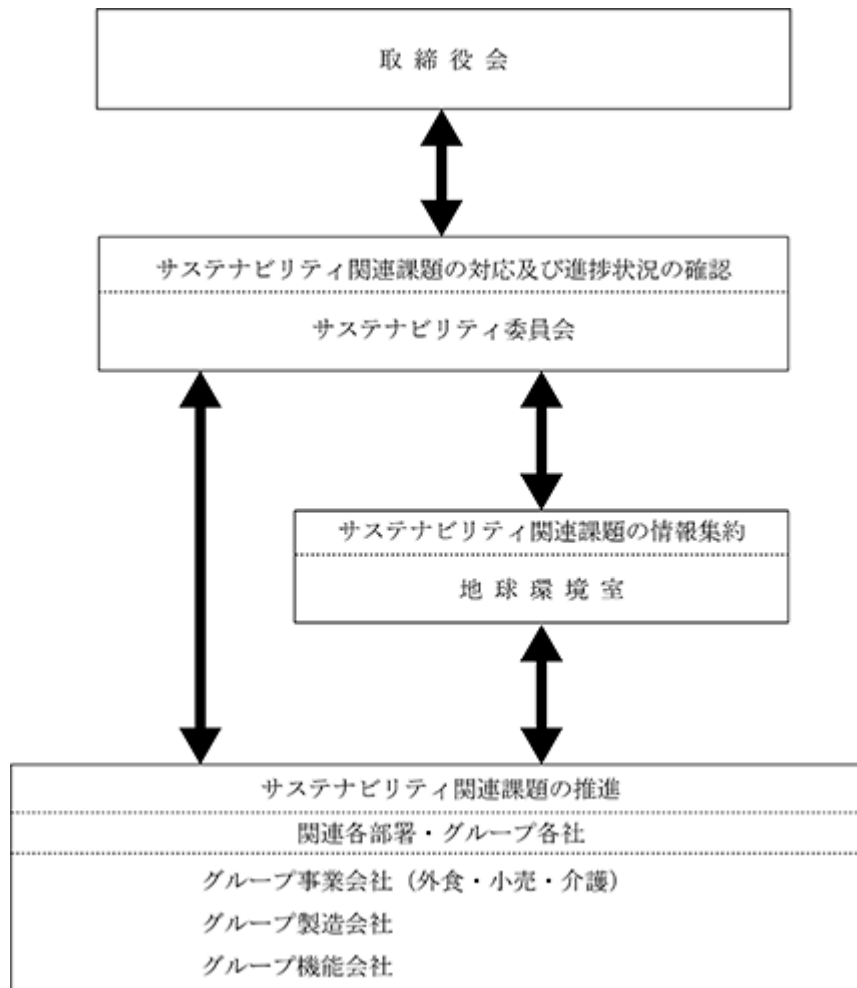 取締役会
サステナビリティ関連課題の対応及び進捗状況の確認
サステナビリティ委員会
サステナビリティ関連課題の情報集約
地球環境室
サステナビリティ関連課題の推進
関連各部署・グループ各社
グループ事業会社（外食・小売・介護）
グループ製造会社
グループ機能会社